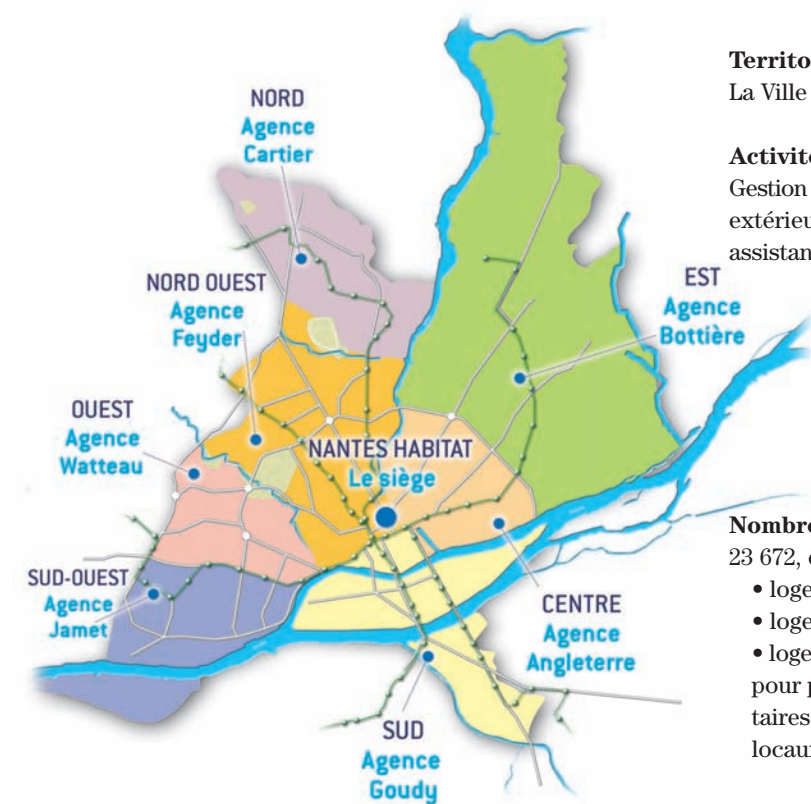 NORD
Agence
Cartier
NORD OUEST
Agence
Feyder
OUEST
Agence
Watteau
NANTES HABITAT
Le siège
EST
Agence
Bottière
SUD-OUEST
Agence
Jamet
CENTRE
Agence
Angleterre
SUD
Agence
Goudy
Territo
La Ville
Activité
Gestion
extérieu
assistan
Nombre
23 672,
• loge
• loge
• loge
pour p
taires
locaux